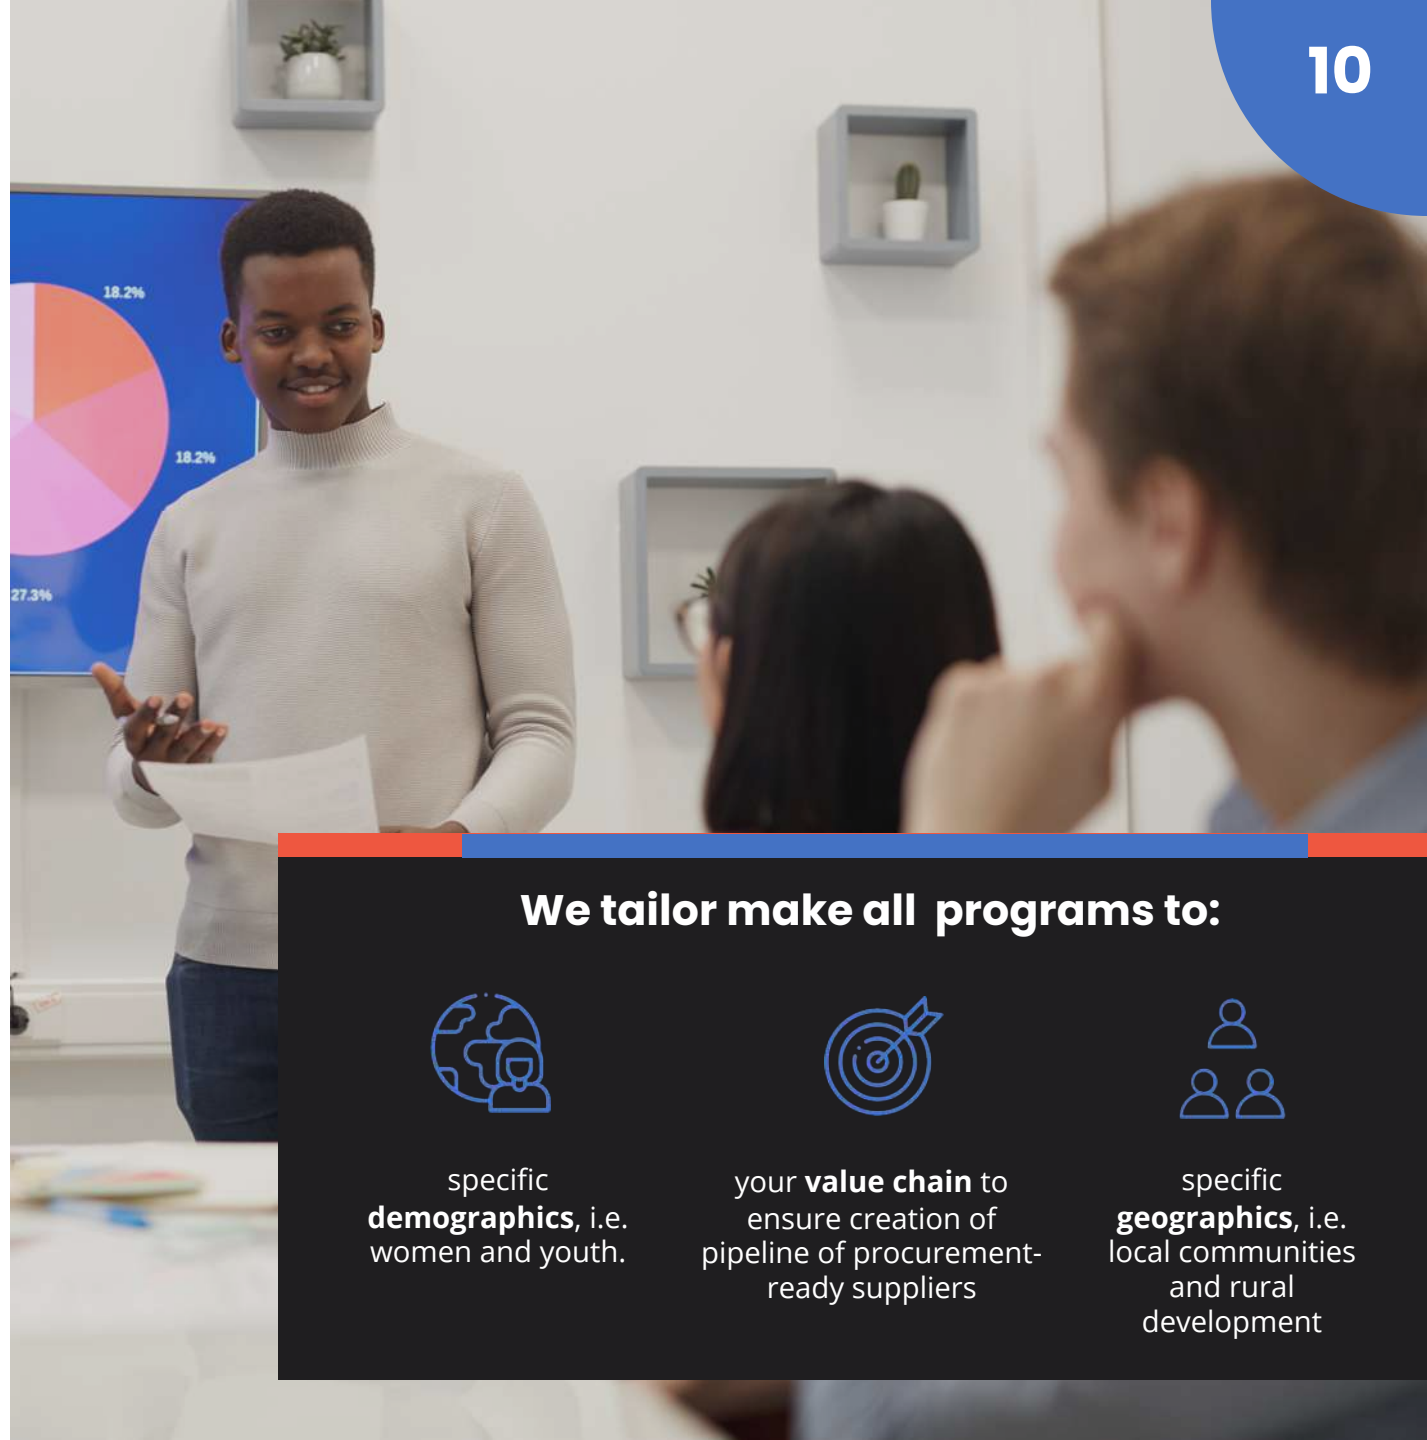 10
18.2%
18.2%
27.3%
We tailor make all programs to:
specific
demographics, i.e.
women and youth.
your value chain to
ensure creation of
pipeline of procurement-
ready suppliers
specific
geographics, i.e.
local communities
and rural
development